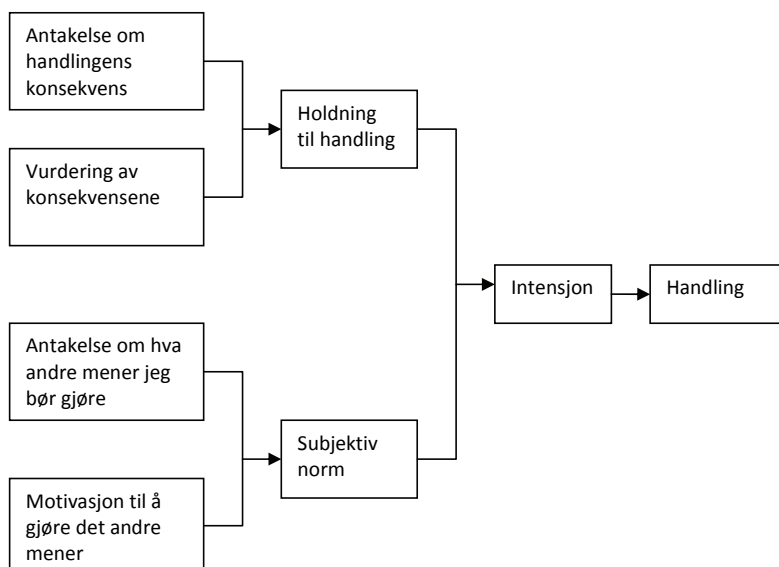 Antakelse om
handlingens
konsekvens
Vurdering av
konsekvensene
Holdning
til handling
Antakelse om hva
andre mener jeg
bør gjøre
Motivasjon til å
gjøre det andre
mener
Subjektiv
norm
Intensjon
Handling